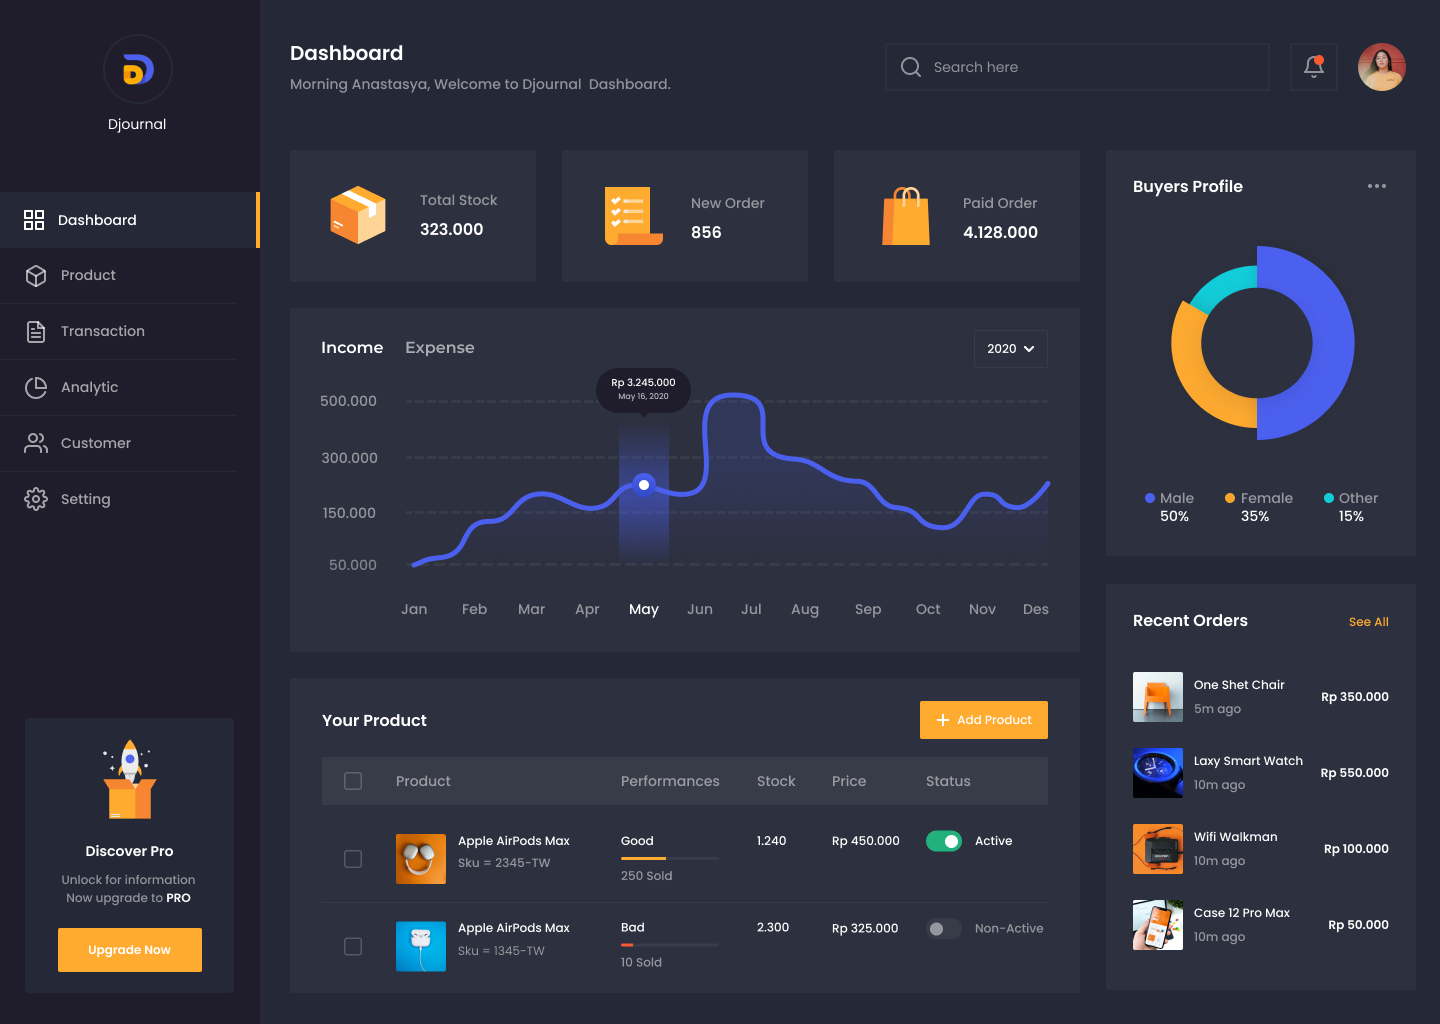 Djournal
Dashboard
Product
Transaction
Analytic
Customer
Setting
Discover Pro
Unlock for information
Now upgrade to PRO
Upgrade Now
Dashboard
Morning Anastasya, Welcome to Djournal  Dashboard.
Search here
Total Stock
323.000
New Order
856
Paid Order
4.128.000
Income
Expense
2020
Rp 3.245.000
May 16, 2020
500.000
300.000
150.000
50.000
Jan Feb Mar Apr May Jun Jul Aug Sep Oct Nov Des
Your Product
Add Product
Product Performances Stock Price Status
Apple AirPods Max
Sku = 2345-TW
Good
250 Sold
1.240
Rp 450.000
Active
Apple AirPods Max
Sku = 1345-TW
Bad
10 Sold
2.300
Rp 325.000
Non-Active
Buyers Profile
Male
50%
Female
35%
Other
15%
Recent Orders
See All
One Shet Chair
5m ago
Rp 350.000
Laxy Smart Watch
10m ago
Rp 550.000
Wifi Walkman
10m ago
Rp 100.000
Case 12 Pro Max
10m ago
Rp 50.000